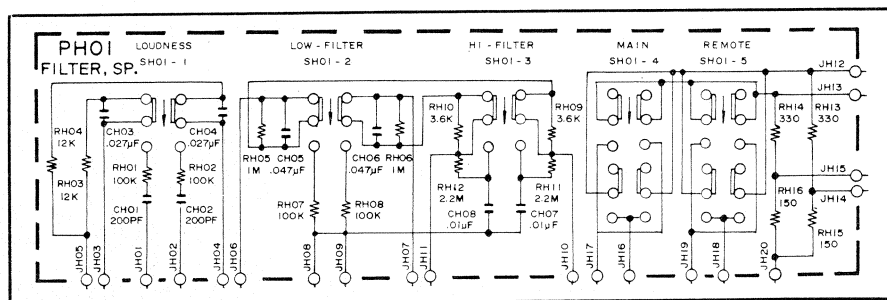 PH01
FILTER, SP.
LOUDNESS
SH01 - 1
LOW - FILTER
SH01 - 2
HI - FILTER
SH01 - 3
MAIN
SH01 - 4
REMOTE
SH01 - 5
JH12
JH13
JH15
JH14
RH04
12K
RH03
12K
CH03
.027µF
CH04
.027µF
RH01
100K
RH02
100K
CH01
200PF
CH02
200PF
RH05
1M
CH05
.047µF
CH06
.047µF
RH06
1M
RH07
100K
RH08
100K
RH10
3.6K
RH09
3.6K
RH12
2.2M
RH11
2.2M
CH08
.01µF
CH07
.01µF
RH14
330
RH13
330
RH16
150
RH15
150
JH05
JH03
JH01
JH02
JH04
JH06
JH08
JH09
JH07
JH11
JH10
JH17
JH16
JH19
JH18
JH20